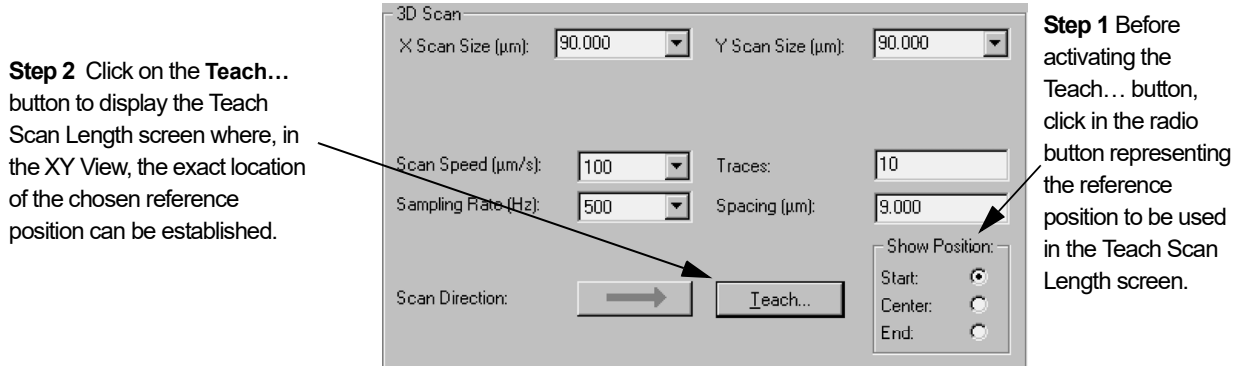 Step 2 Click on the Teach…
button to display the Teach
Scan Length screen where, in
the XY View, the exact location
of the chosen reference
position can be established.
3D Scan
X Scan Size (µm): 90.000 Y Scan Size (µm): 90.000
Scan Speed (µm/s): 100 Traces: 10
Sampling Rate (Hz): 500 Spacing (µm): 9.000
Show Position:
Start:
Scan Direction: Teach...
Center:
End:
Step 1 Before
activating the
Teach… button,
click in the radio
button representing
the reference
position to be used
in the Teach Scan
Length screen.